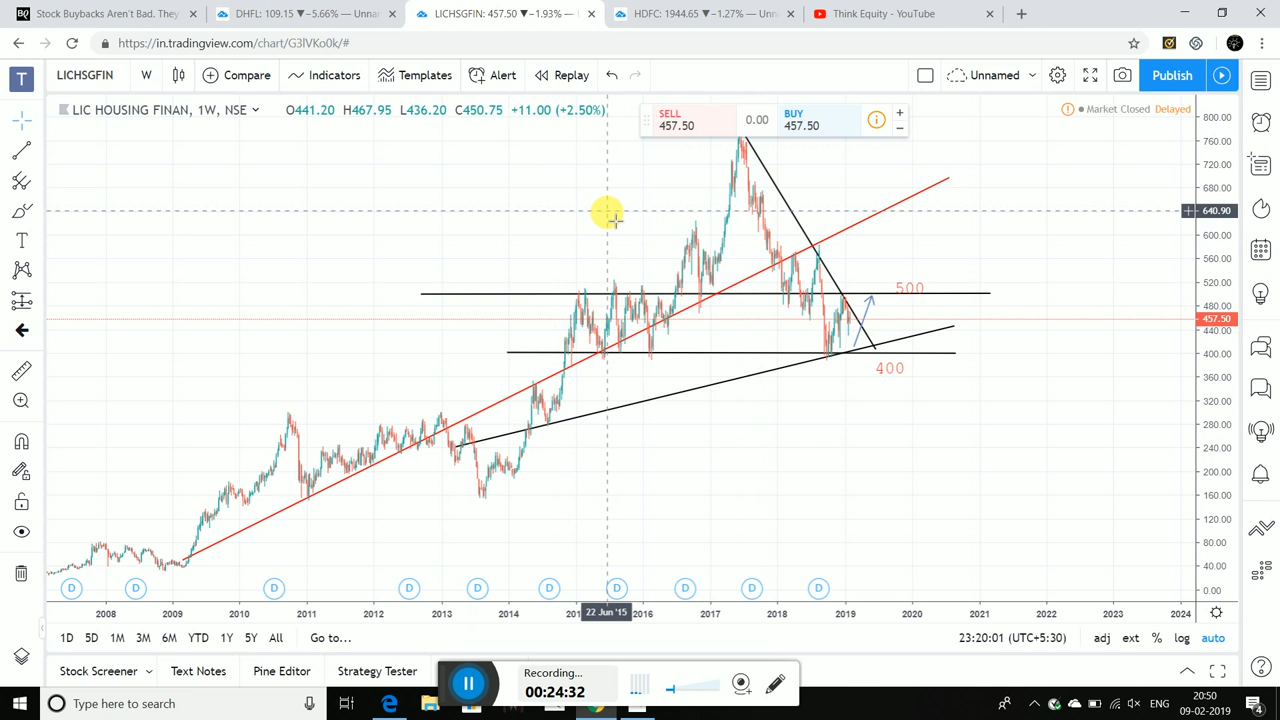 Stock Buybacks Aren't Bad. They
DHFL: 109.15 ▼−5.66% — Unnan
LICHSGFIN: 457.50 ▼−1.93% — Un
HDFC: 1944.65 ▼−1.27% — Unna
Think Equity - YouTube
https://in.tradingview.com/chart/G3lVKo0k/#
T
LICHSGFIN
W
Compare
Indicators
Templates
Alert
Replay
Unnamed
Publish
LIC HOUSING FINAN, 1W, NSE
O441.20 H467.95 L436.20 C450.75 +11.00 (+2.50%)
SELL
457.50
0.00
BUY
457.50
Market Closed Delayed
800.00
760.00
720.00
680.00
640.90
600.00
560.00
520.00
480.00
457.50
440.00
400.00
360.00
320.00
280.00
240.00
200.00
160.00
120.00
80.00
40.00
0.00
500
400
D D D D D D D D D D D
2008 2009 2010 2011 2012 2013 2014 2015 22 Jun '15 2016 2017 2018 2019 2020 2021 2022 2023 2024
1D 5D 1M 3M 6M YTD 1Y 5Y All Go to...
23:20:01 (UTC+5:30) adj ext % log auto
Stock Screener Text Notes Pine Editor Strategy Tester
Recording...
00:24:32
Type here to search
ENG
20:50
09-02-2019